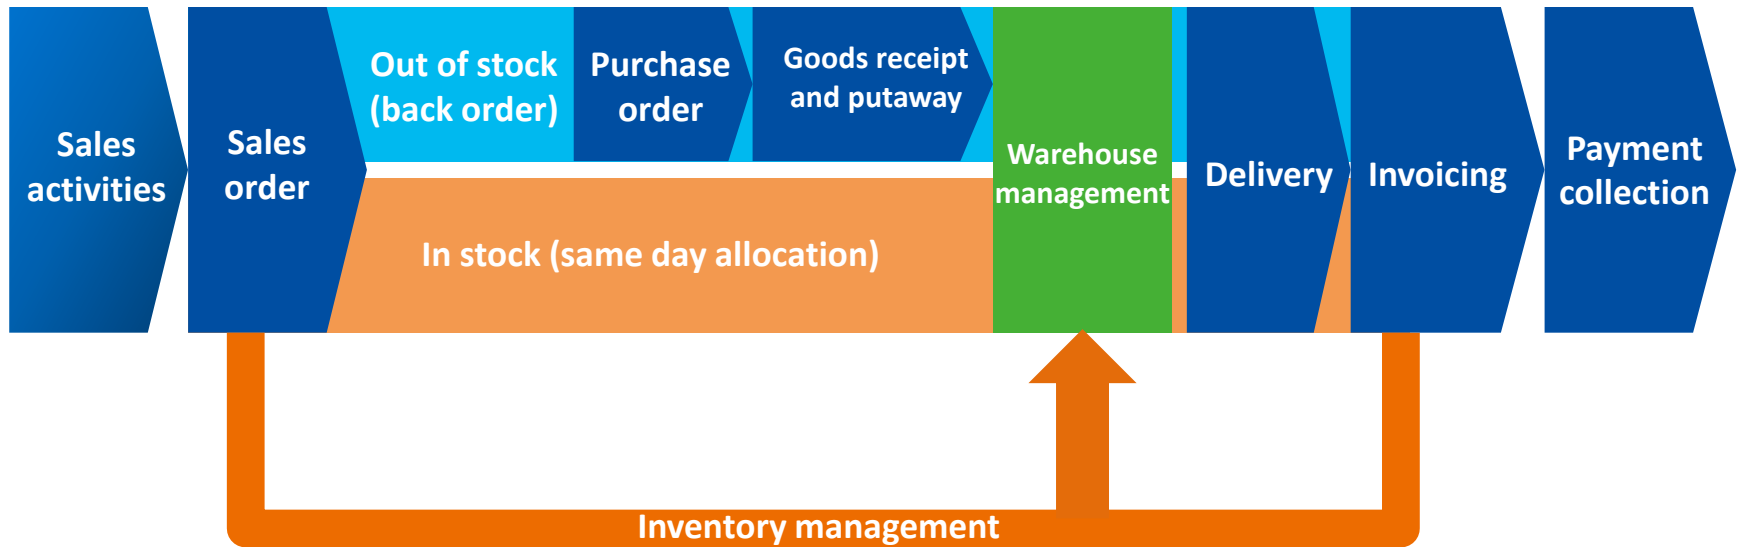 Sales
activities
Sales
order
Out of stock
(back order)
Purchase
order
Goods receipt
and putaway
In stock (same day allocation)
Warehouse
management
Delivery
Invoicing
Payment
collection
Inventory management